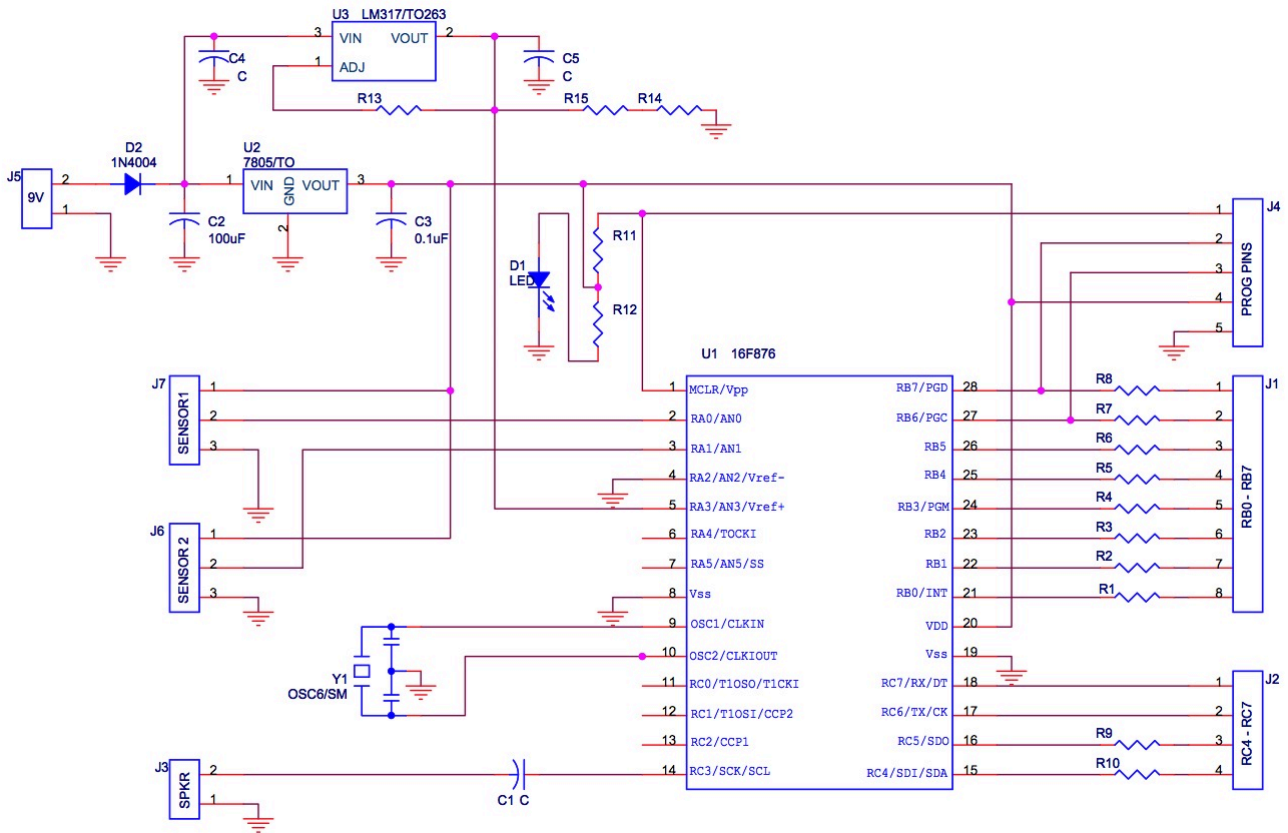 U3 LM317/TO263
3 VIN VOUT 2
1 ADJ
C4
C
C5
C
R13
R15
R14
D2
1N4004
U2
7805/TO
J5
9V
2
1
1 VIN GND VOUT 3
2
C2
100uF
C3
0.1uF
R11
R12
D1
LED
J4
PROG PINS
1
2
3
4
5
U1 16F876
J7
SENSOR1
1
2
3
J6
SENSOR 2
1
2
3
1 MCLR/Vpp
2 RA0/AN0
3 RA1/AN1
4 RA2/AN2/Vref-
5 RA3/AN3/Vref+
6 RA4/TOCKI
7 RA5/AN5/SS
8 Vss
9 OSC1/CLKIN
10 OSC2/CLKIOUT
11 RC0/T1OSO/T1CKI
12 RC1/T1OSI/CCP2
13 RC2/CCP1
14 RC3/SCK/SCL
RB7/PGD 28
RB6/PGC 27
RB5 26
RB4 25
RB3/PGM 24
RB2 23
RB1 22
RB0/INT 21
VDD 20
Vss 19
RC7/RX/DT 18
RC6/TX/CK 17
RC5/SDO 16
RC4/SDI/SDA 15
R8
R7
R6
R5
R4
R3
R2
R1
J1
RB0 - RB7
1
2
3
4
5
6
7
8
R9
R10
J2
RC4 - RC7
1
2
3
4
Y1
OSC6/SM
J3
SPKR
2
1
C1 C